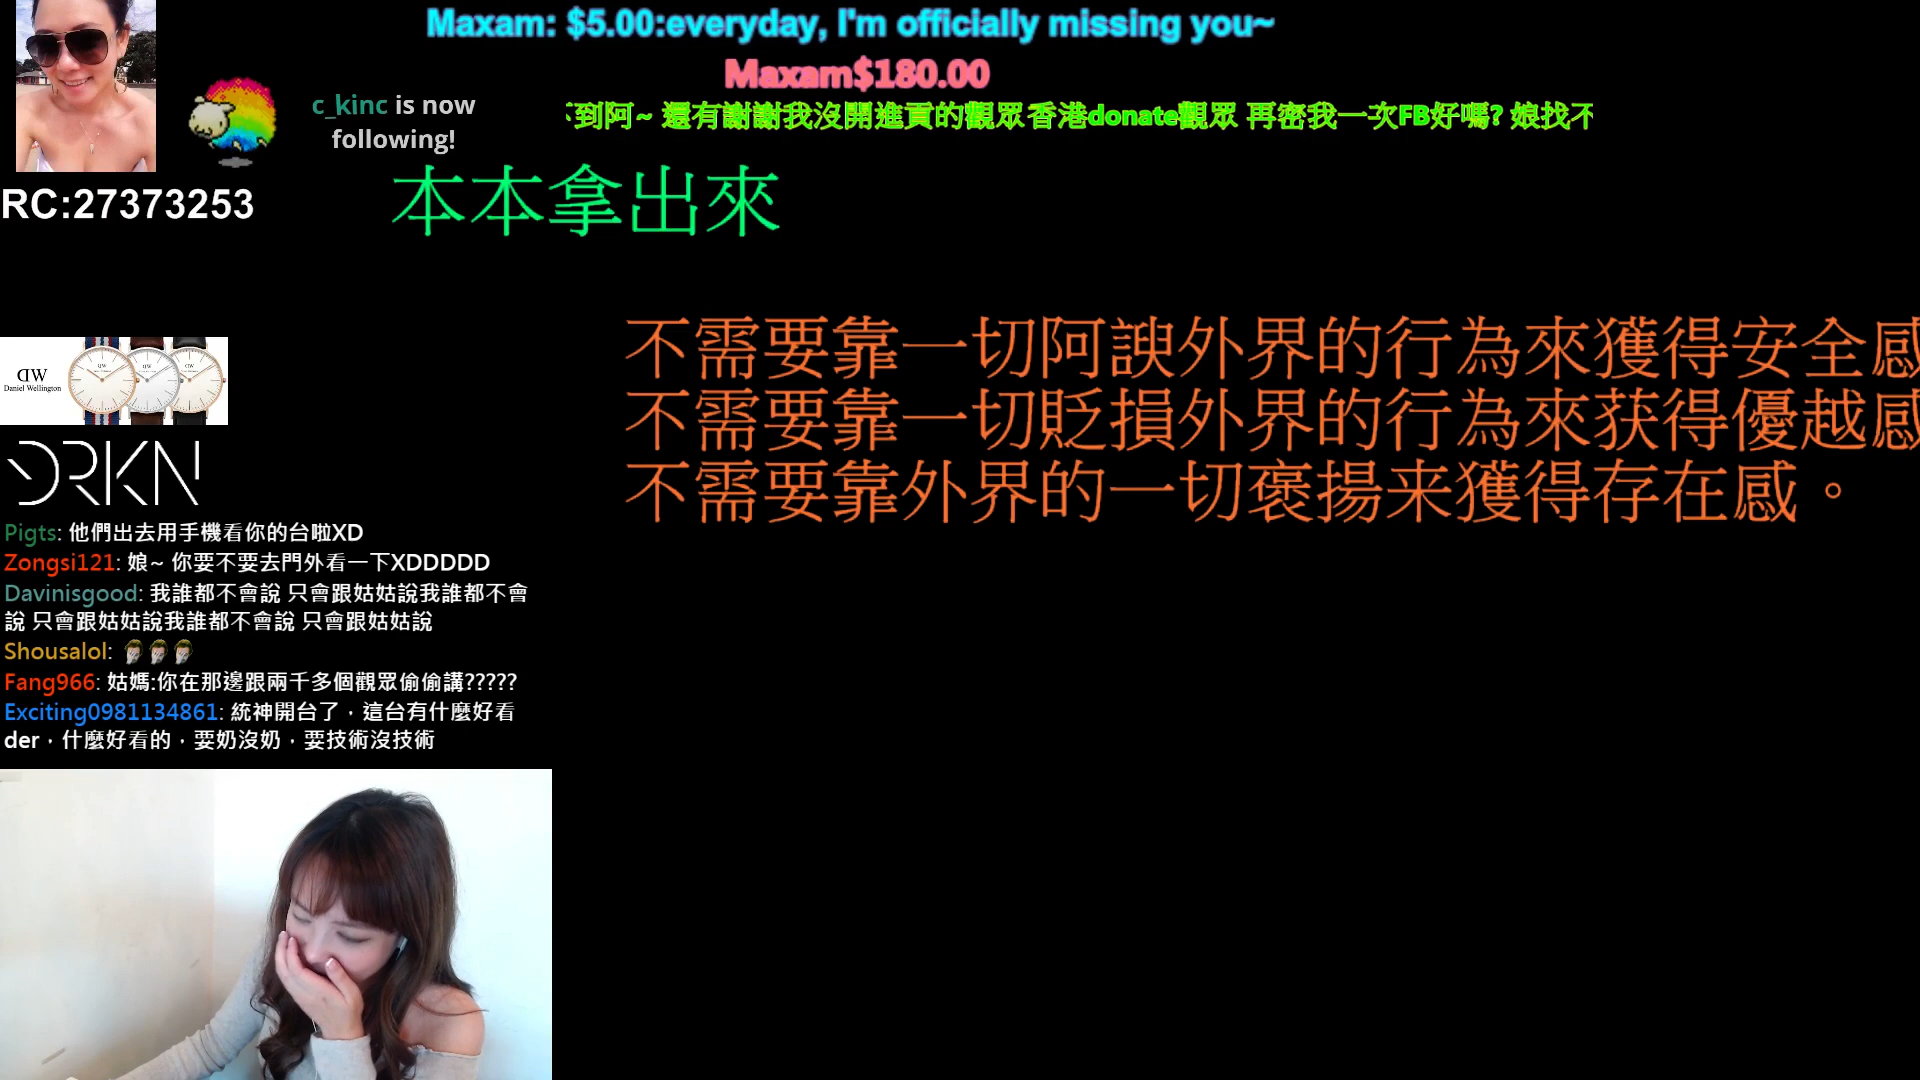 Maxam: $5.00:everyday, I'm officially missing you~
Maxam$180.00
到阿~ 還有謝謝我沒開進貢的觀眾香港donate觀眾 再密我一次FB好嗎? 娘找不
c_kinc is now
following!
RC:27373253
本本拿出來
不需要靠一切阿諛外界的行為來獲得安全感
不需要靠一切貶損外界的行為來获得優越感
不需要靠外界的一切褒揚来獲得存在感。
DW
Daniel Wellington
DRKN
Pigts: 他們出去用手機看你的台啦XD
Zongsi121: 娘~ 你要不要去門外看一下XDDDDD
Davinisgood: 我誰都不會說 只會跟姑姑說我誰都不會
說 只會跟姑姑說我誰都不會說 只會跟姑姑說
Shousalol:
Fang966: 姑媽:你在那邊跟兩千多個觀眾偷偷講?????
Exciting0981134861: 統神開台了，這台有什麼好看
der，什麼好看的，要奶沒奶，要技術沒技術